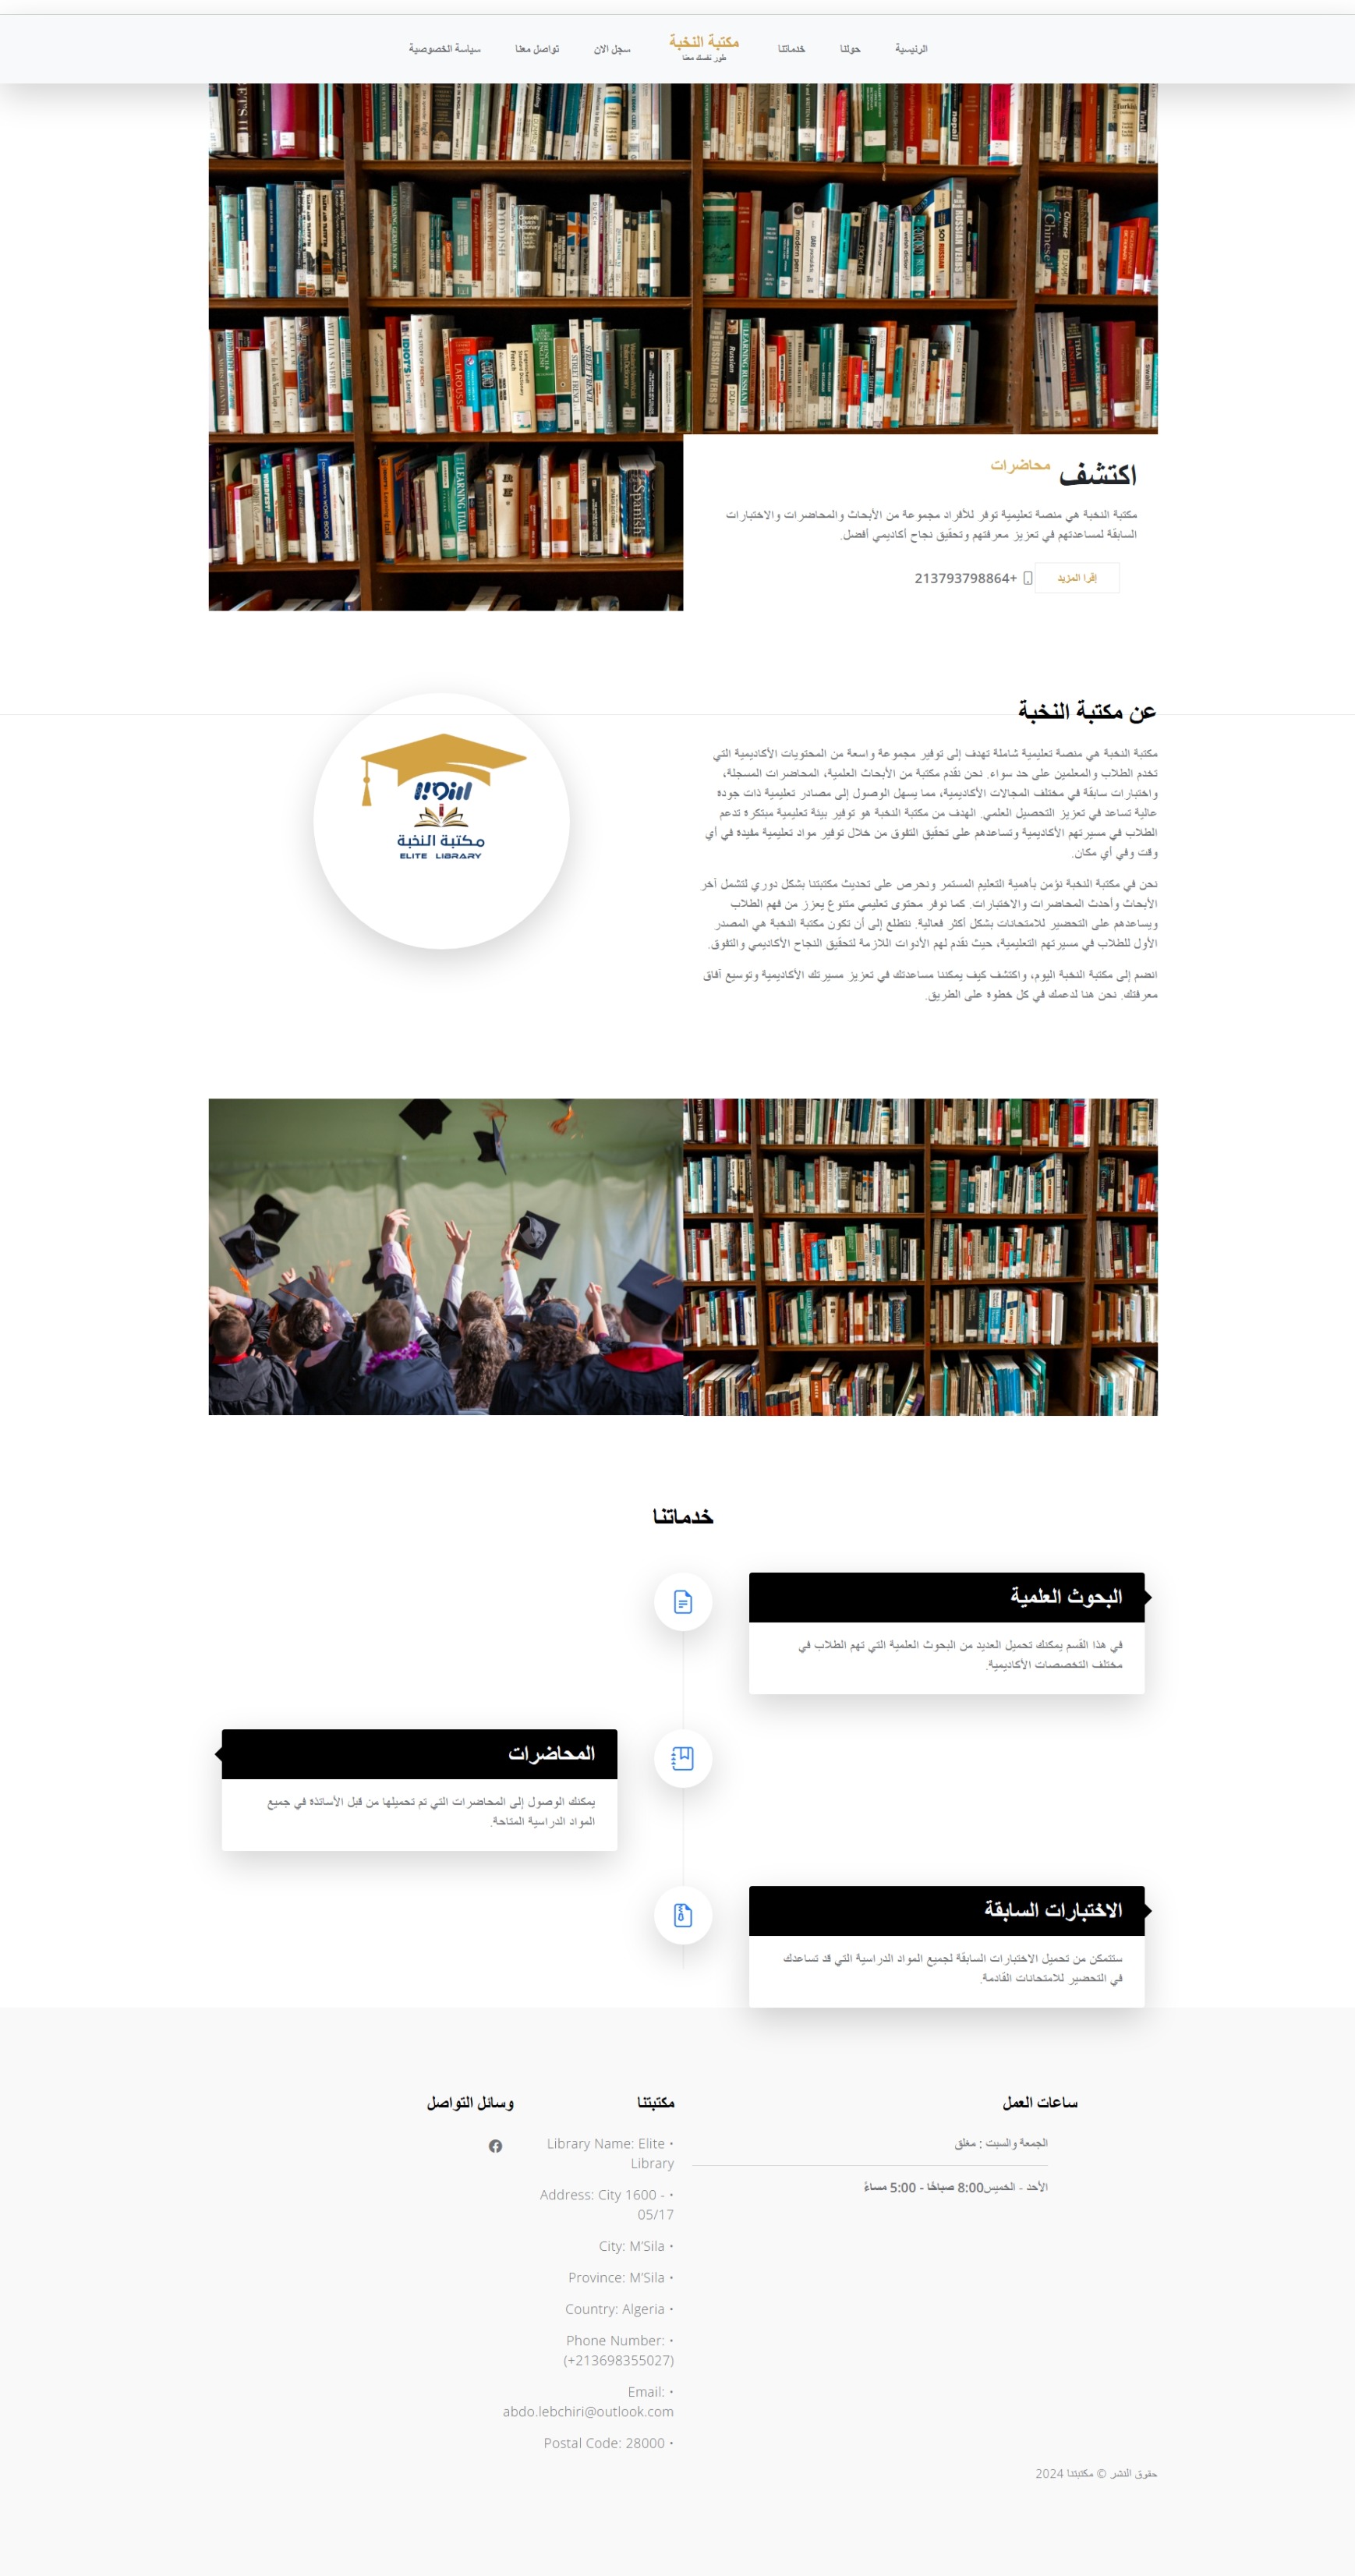 الرئيسية
حولنا
خدماتنا
مكتبة النخبة
طور نفسك معنا
سجل الان
تواصل معنا
سياسة الخصوصية
اكتشف محاضرات
مكتبة النخبة هي منصة تعليمية توفر للأفراد مجموعة من الأبحاث والمحاضرات والاختبارات
السابقة لمساعدتهم في تعزيز معرفتهم وتحقيق نجاح أكاديمي أفضل.
إقرا المزيد
213793798864+
عن مكتبة النخبة
مكتبة النخبة هي منصة تعليمية شاملة تهدف إلى توفير مجموعة واسعة من المحتويات الأكاديمية التي
تخدم الطلاب والمعلمين على حد سواء. نحن نقدم مكتبة من الأبحاث العلمية، المحاضرات المسجلة،
واختبارات سابقة في مختلف المجالات الأكاديمية، مما يسهل الوصول إلى مصادر تعليمية ذات جودة
عالية تساعد في تعزيز التحصيل العلمي. الهدف من مكتبة النخبة هو توفير بيئة تعليمية مبتكرة تدعم
الطلاب في مسيرتهم الأكاديمية وتساعدهم على تحقيق التفوق من خلال توفير مواد تعليمية مفيدة في أي
وقت وفي أي مكان.
نحن في مكتبة النخبة نؤمن بأهمية التعليم المستمر ونحرص على تحديث مكتبتنا بشكل دوري لتشمل آخر
الأبحاث وأحدث المحاضرات والاختبارات. كما نوفر محتوى تعليمي متنوع يعزز من فهم الطلاب
ويساعدهم على التحضير للامتحانات بشكل أكثر فعالية. نتطلع إلى أن تكون مكتبة النخبة هي المصدر
الأول للطلاب في مسيرتهم التعليمية، حيث نقدم لهم الأدوات اللازمة لتحقيق النجاح الأكاديمي والتفوق.
انضم إلى مكتبة النخبة اليوم، واكتشف كيف يمكننا مساعدتك في تعزيز مسيرتك الأكاديمية وتوسيع آفاق
معرفتك. نحن هنا لدعمك في كل خطوة على الطريق.
مكتبة النخبة
ELITE LIBRARY
خدماتنا
البحوث العلمية
في هذا القسم يمكنك تحميل العديد من البحوث العلمية التي تهم الطلاب في
مختلف التخصصات الأكاديمية.
المحاضرات
يمكنك الوصول إلى المحاضرات التي تم تحميلها من قبل الأساتذة في جميع
المواد الدراسية المتاحة.
الاختبارات السابقة
ستتمكن من تحميل الاختبارات السابقة لجميع المواد الدراسية التي قد تساعدك
في التحضير للامتحانات القادمة.
ساعات العمل
الجمعة والسبت : مغلق
الأحد - الخميس8:00 صباحًا - 5:00 مساءً
مكتبتنا
• Library Name: Elite
Library
• Address: City 1600 -
05/17
• City: M'Sila
• Province: M'Sila
• Country: Algeria
• Phone Number:
(+213698355027)
• Email:
abdo.lebchiri@outlook.com
• Postal Code: 28000
وسائل التواصل
حقوق النشر © مكتبتنا 2024